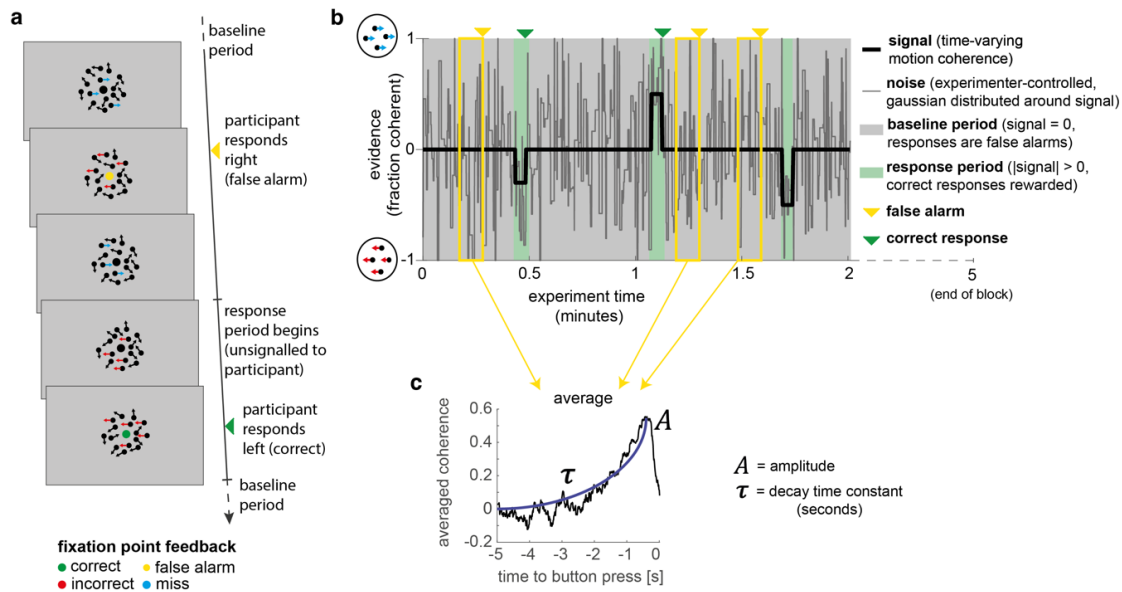 a
baseline
period
participant
responds
right
(false alarm)
response
period begins
(unsignalled to
participant)
participant
responds
left (correct)
baseline
period
fixation point feedback
correct
false alarm
incorrect
miss
b
evidence
(fraction coherent)
1
0
-1
0
0.5
1
1.5
2
5
experiment time
(minutes)
(end of block)
signal (time-varying
motion coherence)
noise (experimenter-controlled,
gaussian distributed around signal)
baseline period (signal = 0,
responses are false alarms)
response period (|signal| > 0,
correct responses rewarded)
false alarm
correct response
c
average
averaged coherence
0.6
0.4
0.2
0
-0.2
-5
-4
-3
-2
-1
0
time to button press [s]
A
τ
A = amplitude
τ = decay time constant
(seconds)